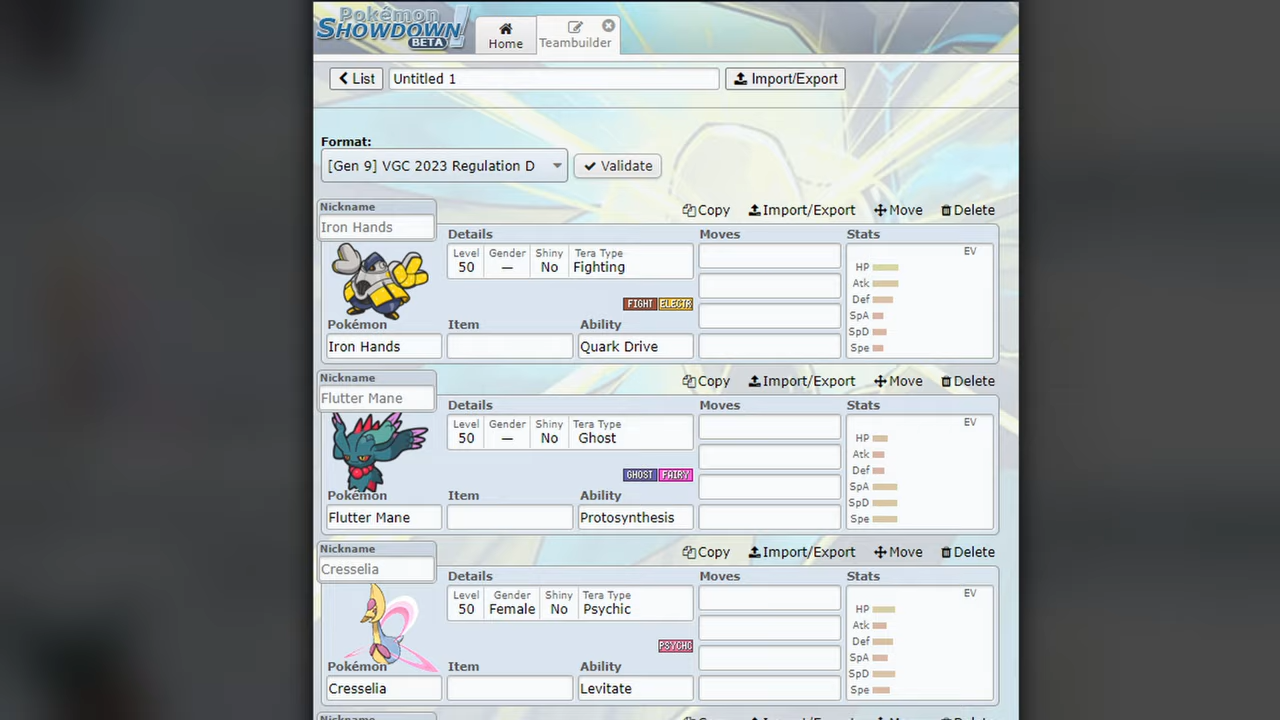 Pokémon
SHOWDOWN!
BETA
Home
Teambuilder
List
Untitled 1
Import/Export
Format:
[Gen 9] VGC 2023 Regulation D
Validate
Nickname
Iron Hands
Copy Import/Export Move Delete
Details
Moves
Stats
Level Gender Shiny Tera Type
50 — No Fighting
EV
HP
Atk
Def
SpA
SpD
Spe
FIGHT ELECTR
Pokémon Item Ability
Iron Hands Quark Drive
Nickname
Flutter Mane
Copy Import/Export Move Delete
Details
Moves
Stats
Level Gender Shiny Tera Type
50 — No Ghost
EV
HP
Atk
Def
SpA
SpD
Spe
GHOST FAIRY
Pokémon Item Ability
Flutter Mane Protosynthesis
Nickname
Cresselia
Copy Import/Export Move Delete
Details
Moves
Stats
Level Gender Shiny Tera Type
50 Female No Psychic
EV
HP
Atk
Def
SpA
SpD
Spe
PSYCHC
Pokémon Item Ability
Cresselia Levitate
Nickname
Copy Import/Export Move Delete